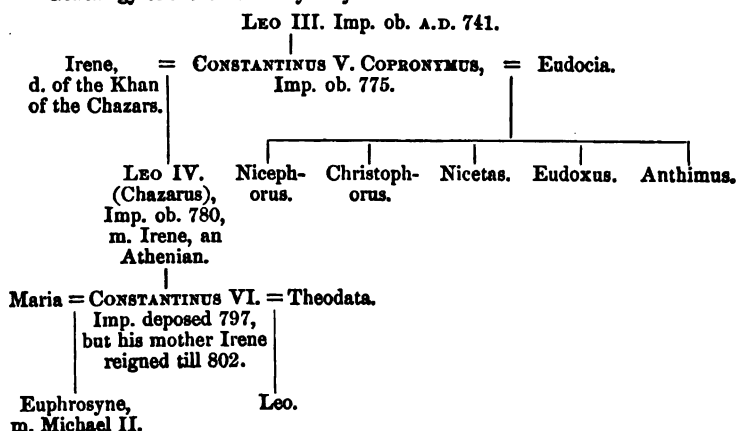 LEO III. Imp. ob. A.D. 741.
Irene, = CONSTANTINUS V. COPRONYMUS, = Eudocia.
d. of the Khan Imp. ob. 775.
of the Chazars.
LEO IV. Niceph- Christoph- Nicetas. Eudoxus. Anthimus.
(Chazarus), orus. orus.
Imp. ob. 780,
m. Irene, an
Athenian.
Maria = CONSTANTINUS VI. = Theodata.
Imp. deposed 797,
but his mother Irene
reigned till 802.
Euphrosyne, Leo.
m. Michael II.